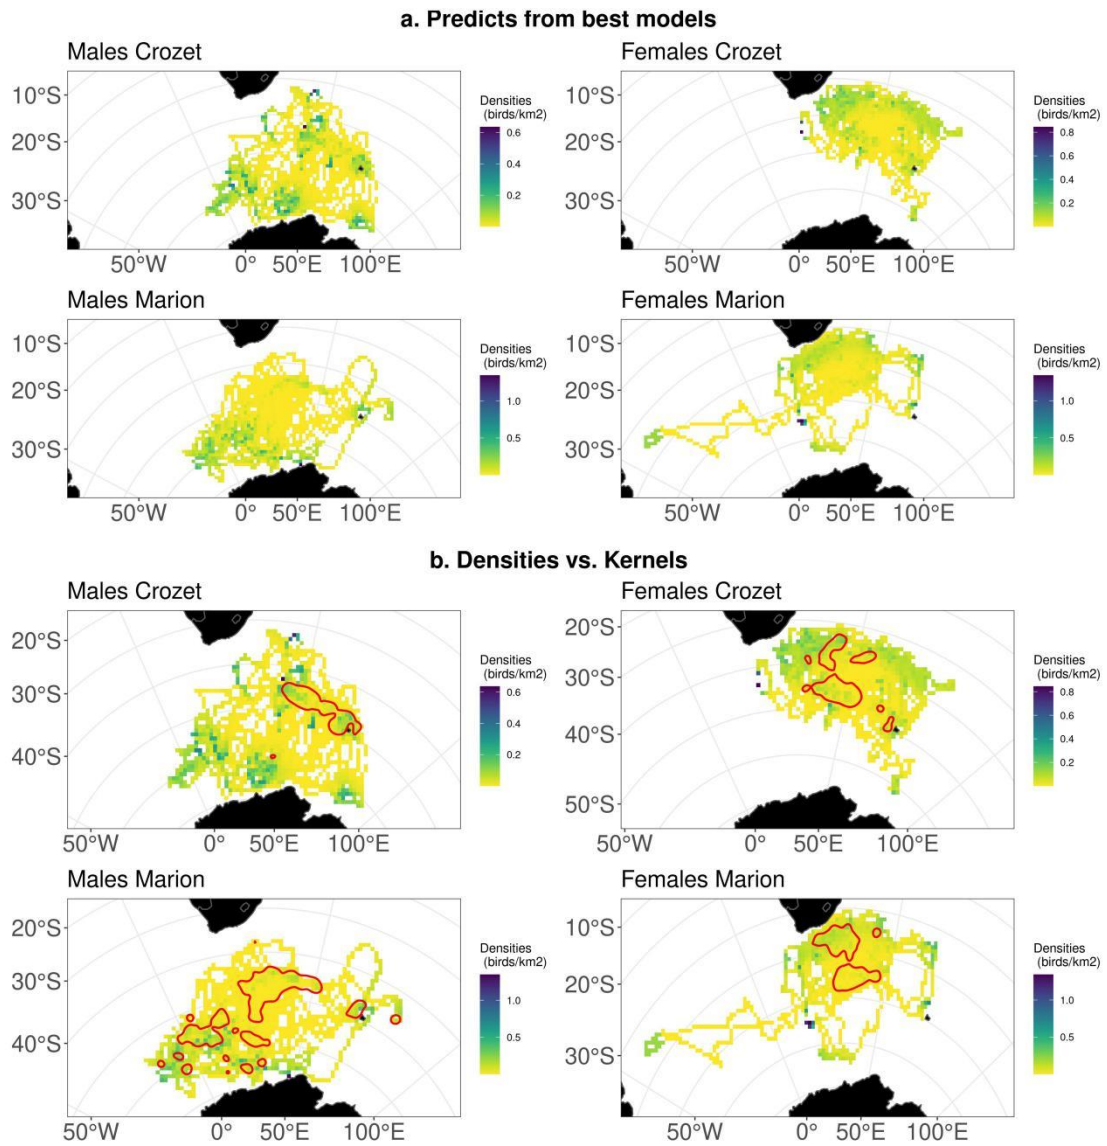 a. Predicts from best models
Males Crozet
Females Crozet
10°S
20°S
30°S
50°W 0° 50°E 100°E
Densities
(birds/km2)
0.6
0.4
0.2
10°S
20°S
30°S
0° 50°E 100°E
Densities
(birds/km2)
0.8
0.6
0.4
0.2
Males Marion
Females Marion
10°S
20°S
30°S
50°W 0° 50°E 100°E
Densities
(birds/km2)
1.0
0.5
10°S
20°S
30°S
0° 50°E 100°E
Densities
(birds/km2)
1.0
0.5
b. Densities vs. Kernels
Males Crozet
Females Crozet
20°S
30°S
40°S
50°W 0° 50°E 100°E
Densities
(birds/km2)
0.6
0.4
0.2
20°S
30°S
40°S
50°S
50°W 0° 50°E 100°E
Densities
(birds/km2)
0.8
0.6
0.4
0.2
Males Marion
Females Marion
20°S
30°S
40°S
50°W 0° 50°E 100°E
Densities
(birds/km2)
1.0
0.5
10°S
20°S
30°S
0° 50°E 100°E
Densities
(birds/km2)
1.0
0.5